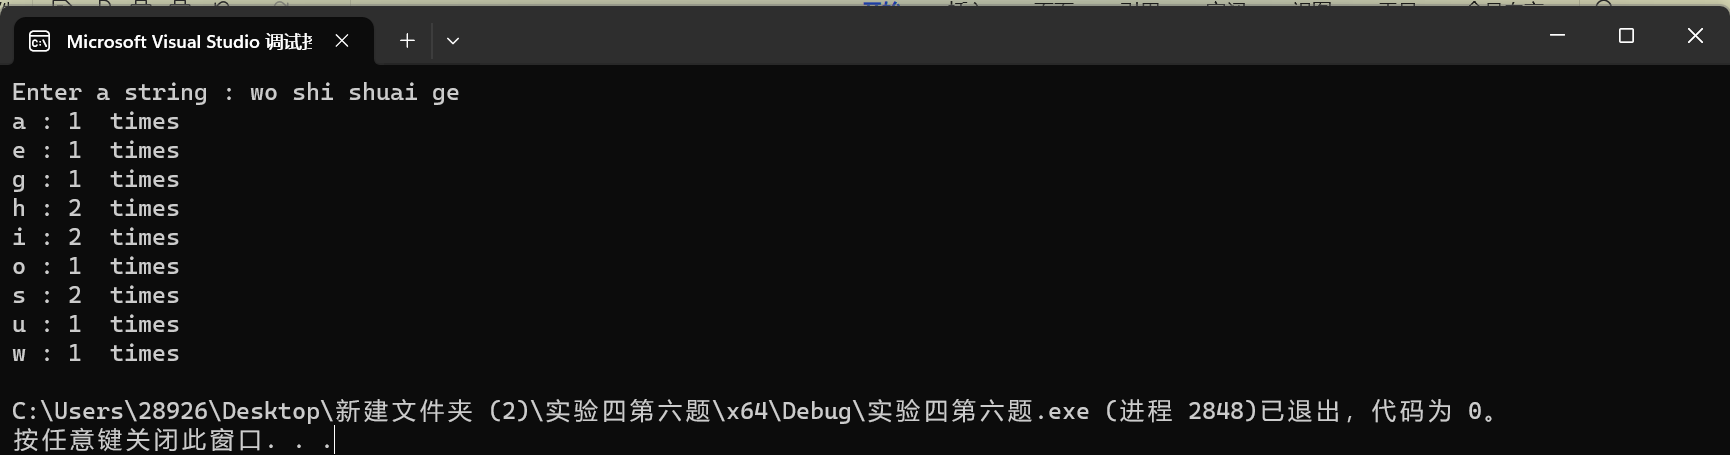 Microsoft Visual Studio 调试控
Enter a string : wo shi shuai ge
a : 1  times
e : 1  times
g : 1  times
h : 2  times
i : 2  times
o : 1  times
s : 2  times
u : 1  times
w : 1  times
C:\Users\28926\Desktop\新建文件夹 (2)\实验四第六题\x64\Debug\实验四第六题.exe (进程 2848)已退出，代码为 0。
按任意键关闭此窗口. . .